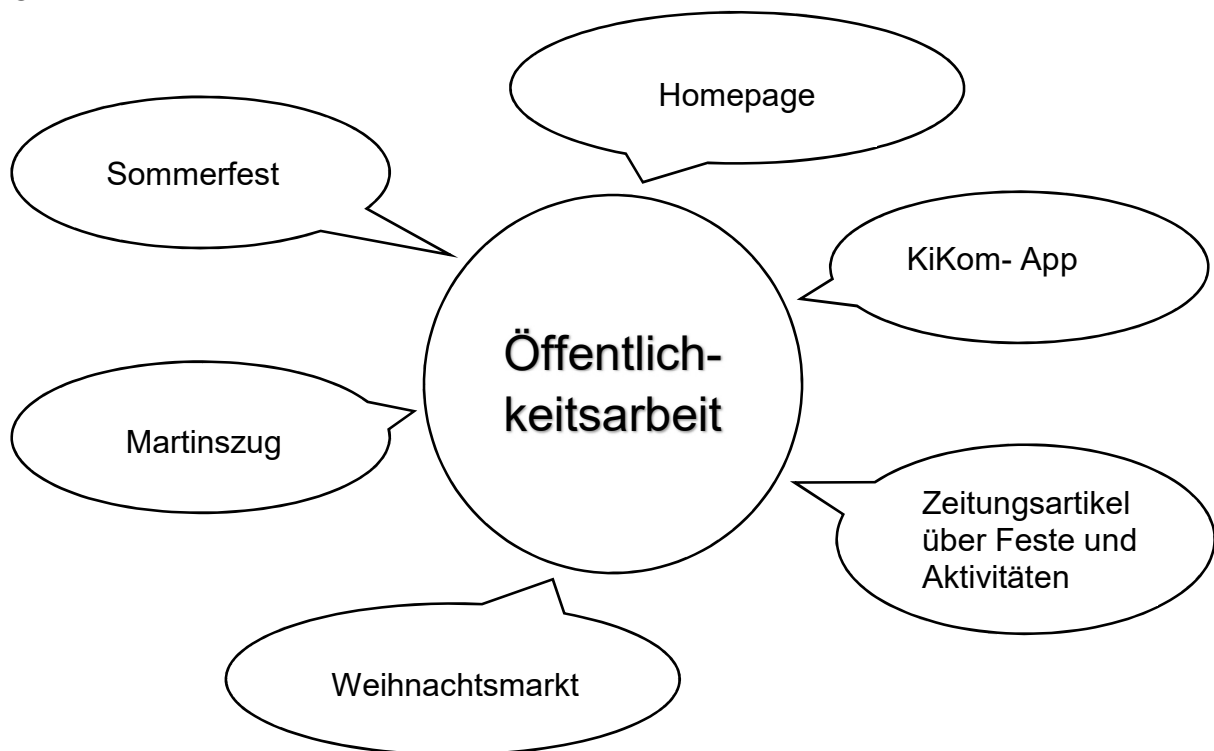 Homepage
Sommerfest
KiKom- App
Öffentlich-
keitsarbeit
Martinszug
Zeitungsartikel
über Feste und
Aktivitäten
Weihnachtsmarkt